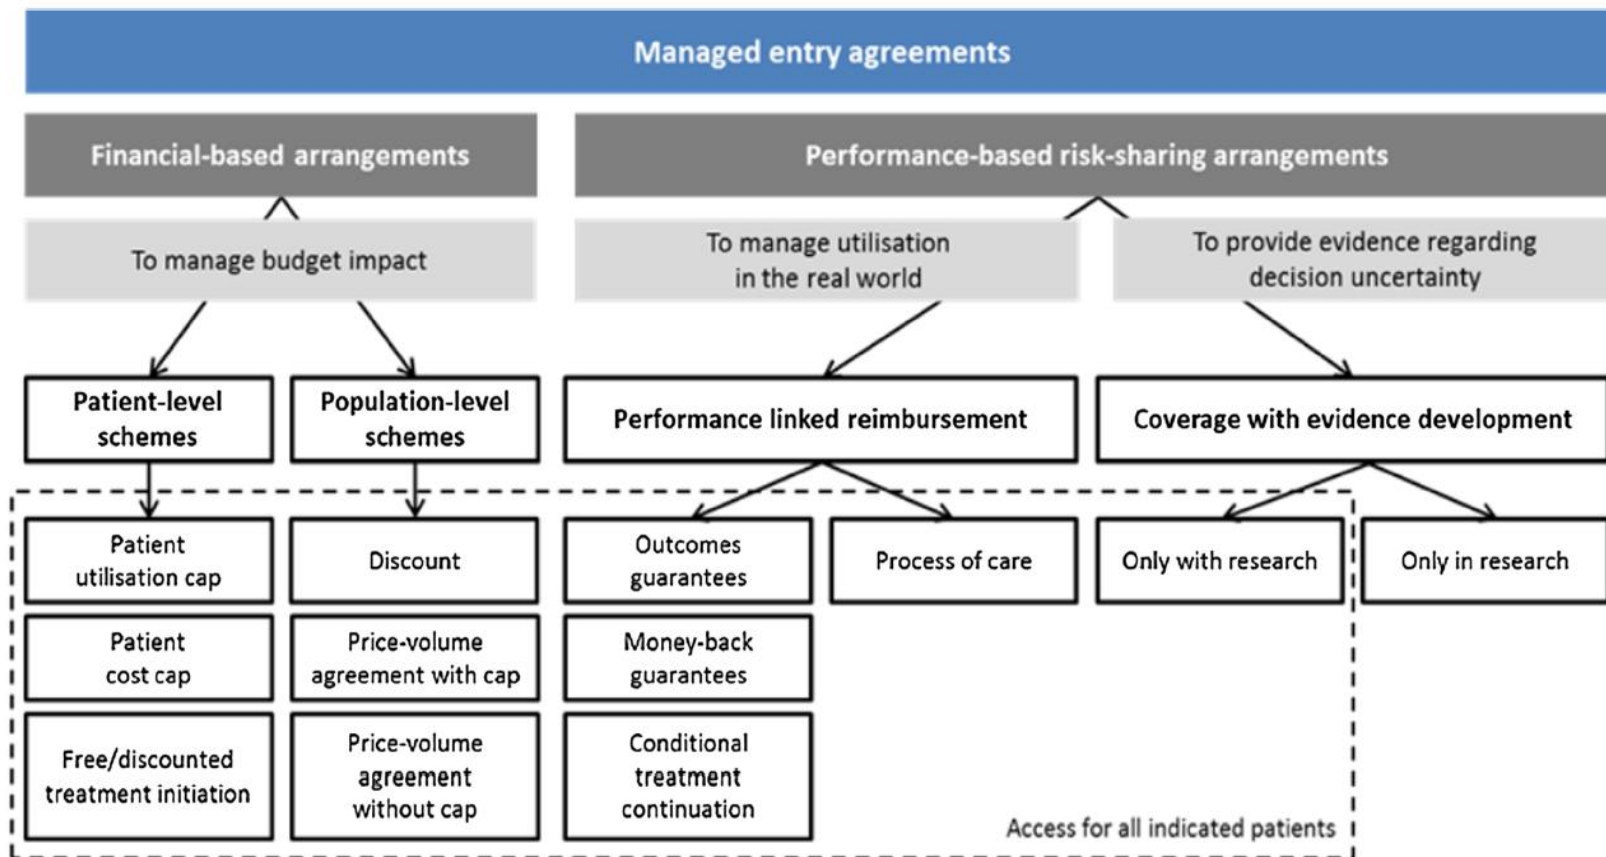 Managed entry agreements
Financial-based arrangements
Performance-based risk-sharing arrangements
To manage budget impact
To manage utilisation
in the real world
To provide evidence regarding
decision uncertainty
Patient-level
schemes
Population-level
schemes
Performance linked reimbursement
Coverage with evidence development
Patient
utilisation cap
Discount
Outcomes
guarantees
Process of care
Only with research
Only in research
Patient
cost cap
Price-volume
agreement with cap
Money-back
guarantees
Free/discounted
treatment initiation
Price-volume
agreement
without cap
Conditional
treatment
continuation
Access for all indicated patients